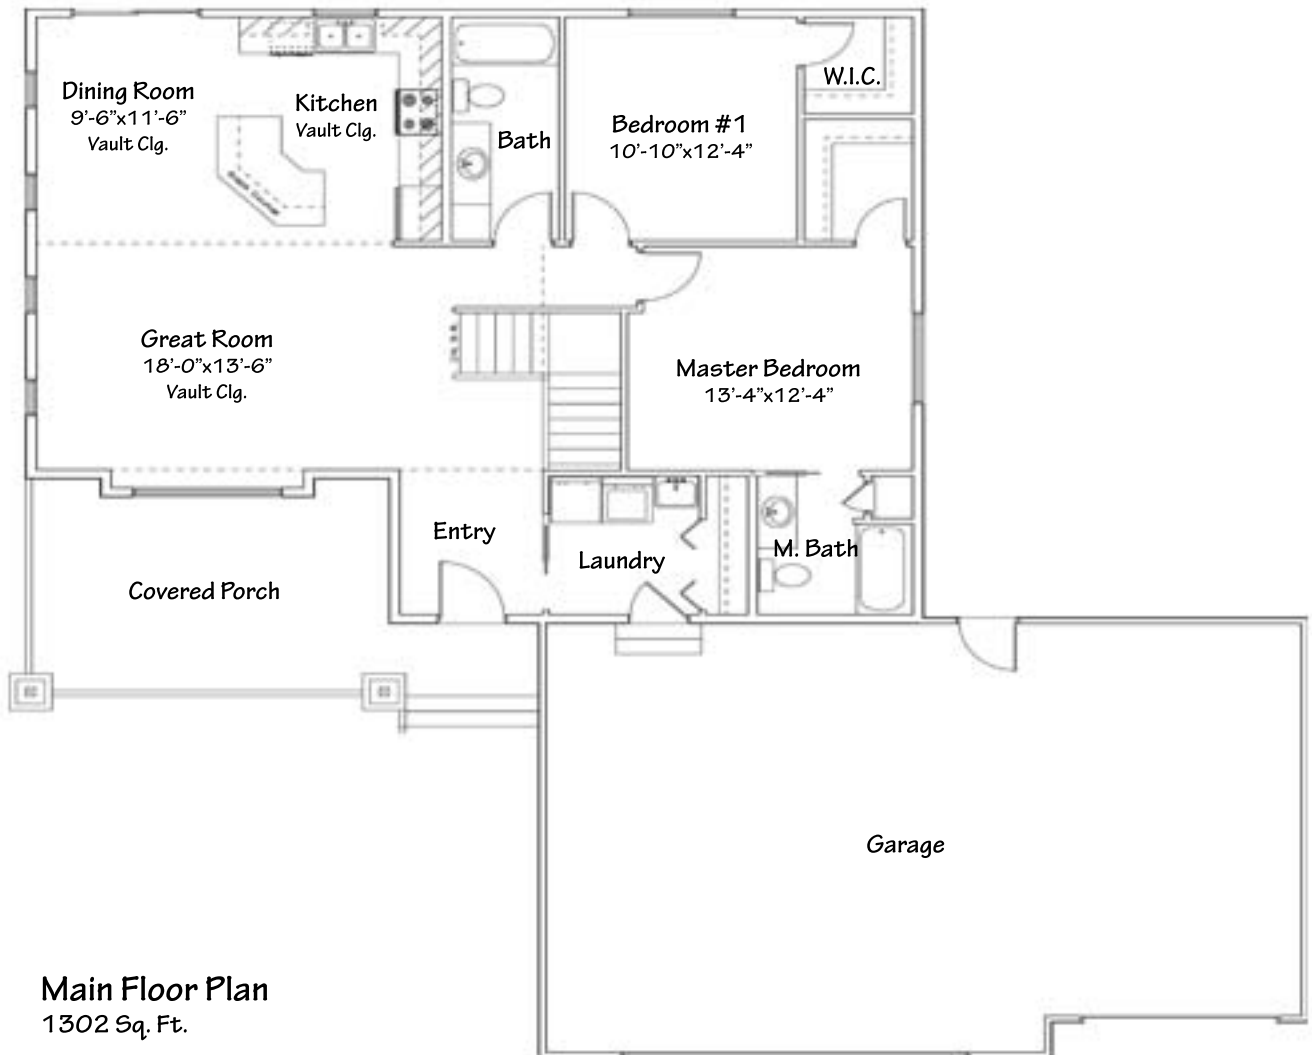 Dining Room
9'-6"x11'-6"
Vault Clg.
Kitchen
Vault Clg.
Bath
Bedroom #1
10'-10"x12'-4"
W.I.C.
Great Room
18'-0"x13'-6"
Vault Clg.
Master Bedroom
13'-4"x12'-4"
Entry
Laundry
M. Bath
Covered Porch
Garage
Main Floor Plan
1302 Sq. Ft.